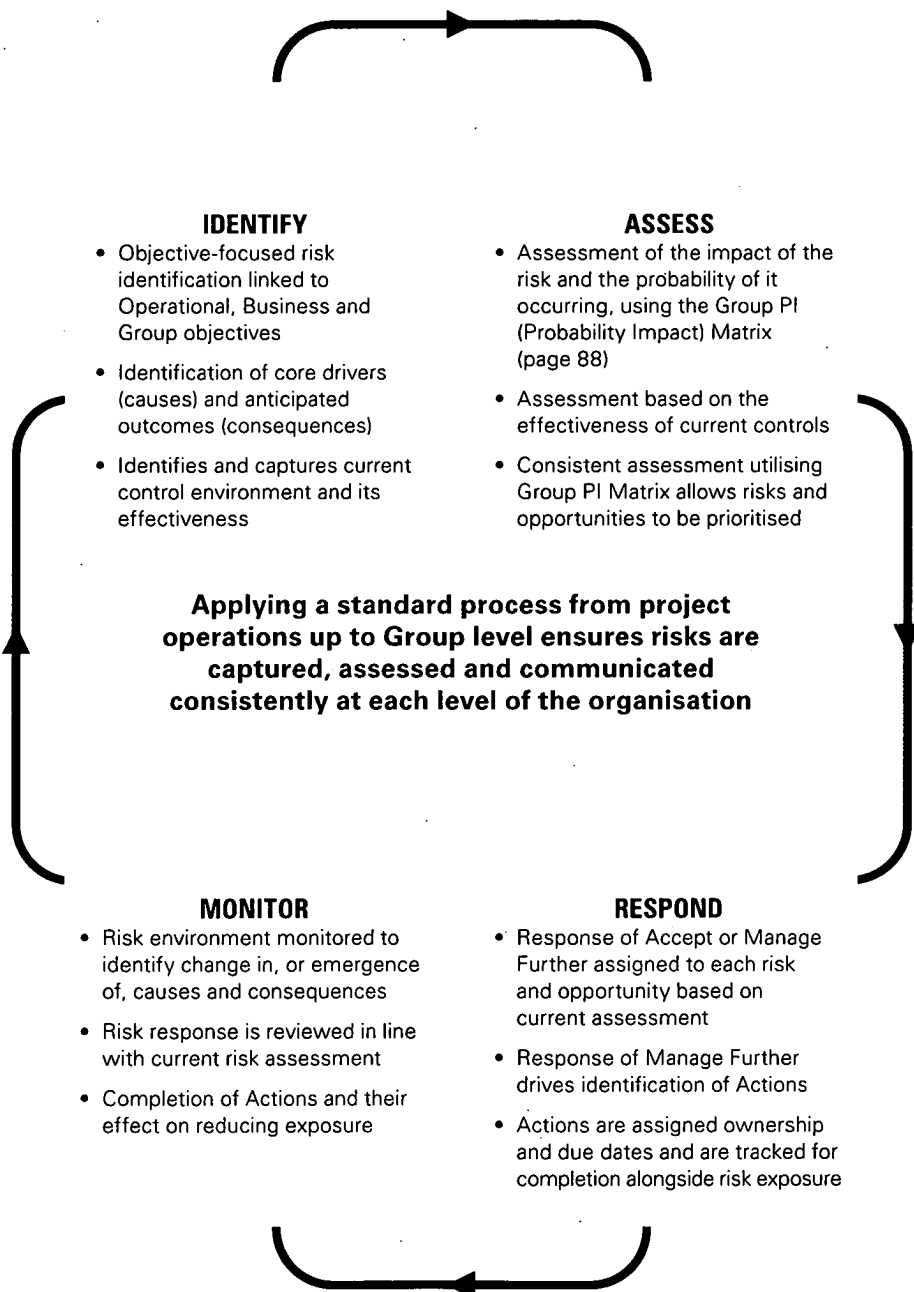 IDENTIFY
• Objective-focused risk
identification linked to
Operational, Business and
Group objectives
• Identification of core drivers
(causes) and anticipated
outcomes (consequences)
• Identifies and captures current
control environment and its
effectiveness
ASSESS
• Assessment of the impact of the
risk and the probability of it
occurring, using the Group PI
(Probability Impact) Matrix
(page 88)
• Assessment based on the
effectiveness of current controls
• Consistent assessment utilising
Group PI Matrix allows risks and
opportunities to be prioritised
Applying a standard process from project
operations up to Group level ensures risks are
captured, assessed and communicated
consistently at each level of the organisation
MONITOR
• Risk environment monitored to
identify change in, or emergence
of, causes and consequences
• Risk response is reviewed in line
with current risk assessment
• Completion of Actions and their
effect on reducing exposure
RESPOND
• Response of Accept or Manage
Further assigned to each risk
and opportunity based on
current assessment
• Response of Manage Further
drives identification of Actions
• Actions are assigned ownership
and due dates and are tracked for
completion alongside risk exposure